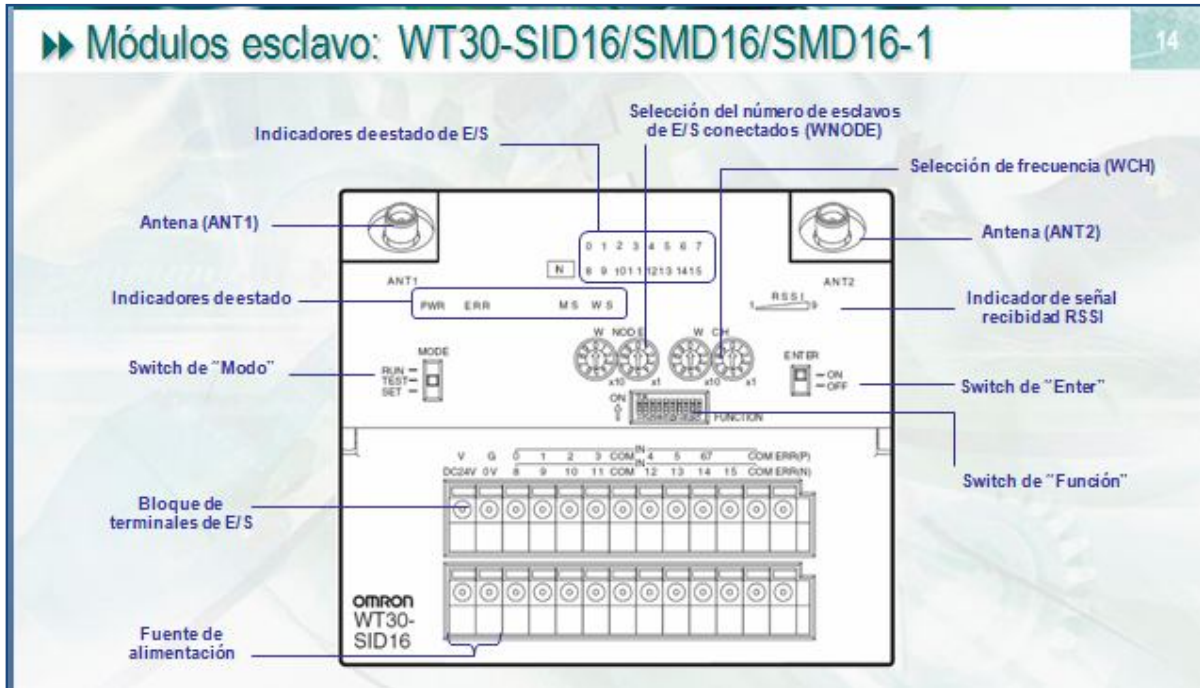 Módulos esclavo: WT30-SID16/SMD16/SMD16-1
14
Indicadores de estado de E/S
Selección del número de esclavos
de E/S conectados (WNODE)
Selección de frecuencia (WCH)
Antena (ANT1)
Antena (ANT2)
0 1 2 3 4 5 6 7
N
8 9 10 11 12 13 14 15
ANT1
ANT2
Indicadores de estado
PWR ERR MS WS
1 RSSI 9
Indicador de señal
recibidad RSSI
W NODE
W CH
Switch de "Modo"
MODE
RUN
TEST
SET
x10 x1
x10 x1
ENTER
ON
OFF
Switch de "Enter"
ON
FUNCTION
Switch de "Función"
IN
V G 0 1 2 3 COM 4 5 67 COM ERR(P)
IN
DC24V 0V 8 9 10 11 COM 12 13 14 15 COM ERR(N)
Bloque de
terminales de E/S
OMRON
WT30-
SID16
Fuente de
alimentación